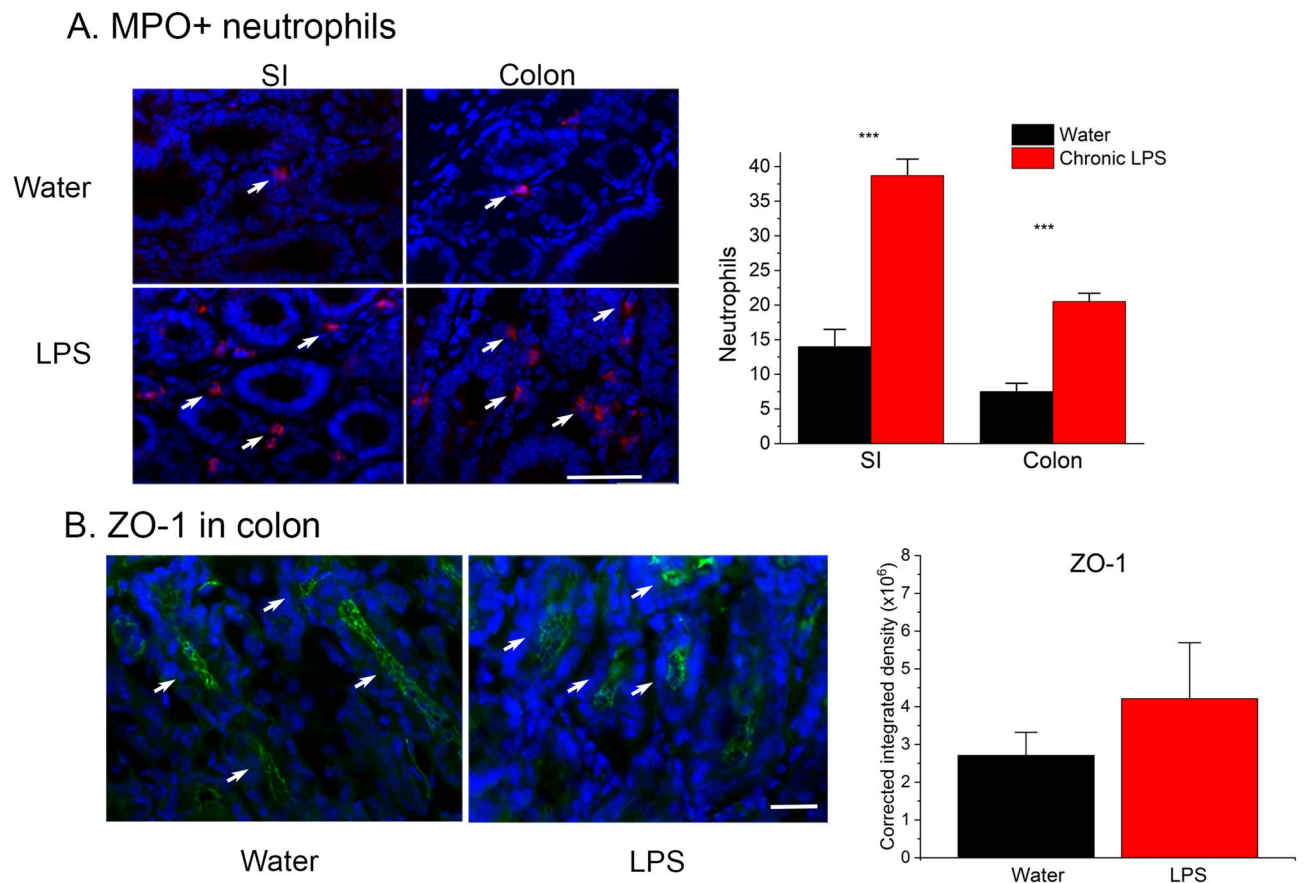 A. MPO+ neutrophils
SI
Colon
Water
LPS
Water
Chronic LPS
***
***
40
35
30
25
20
15
10
5
0
Neutrophils
SI
Colon
B. ZO-1 in colon
Water
LPS
ZO-1
8
7
6
5
4
3
2
1
0
Corrected integrated density (x10⁶)
Water
LPS